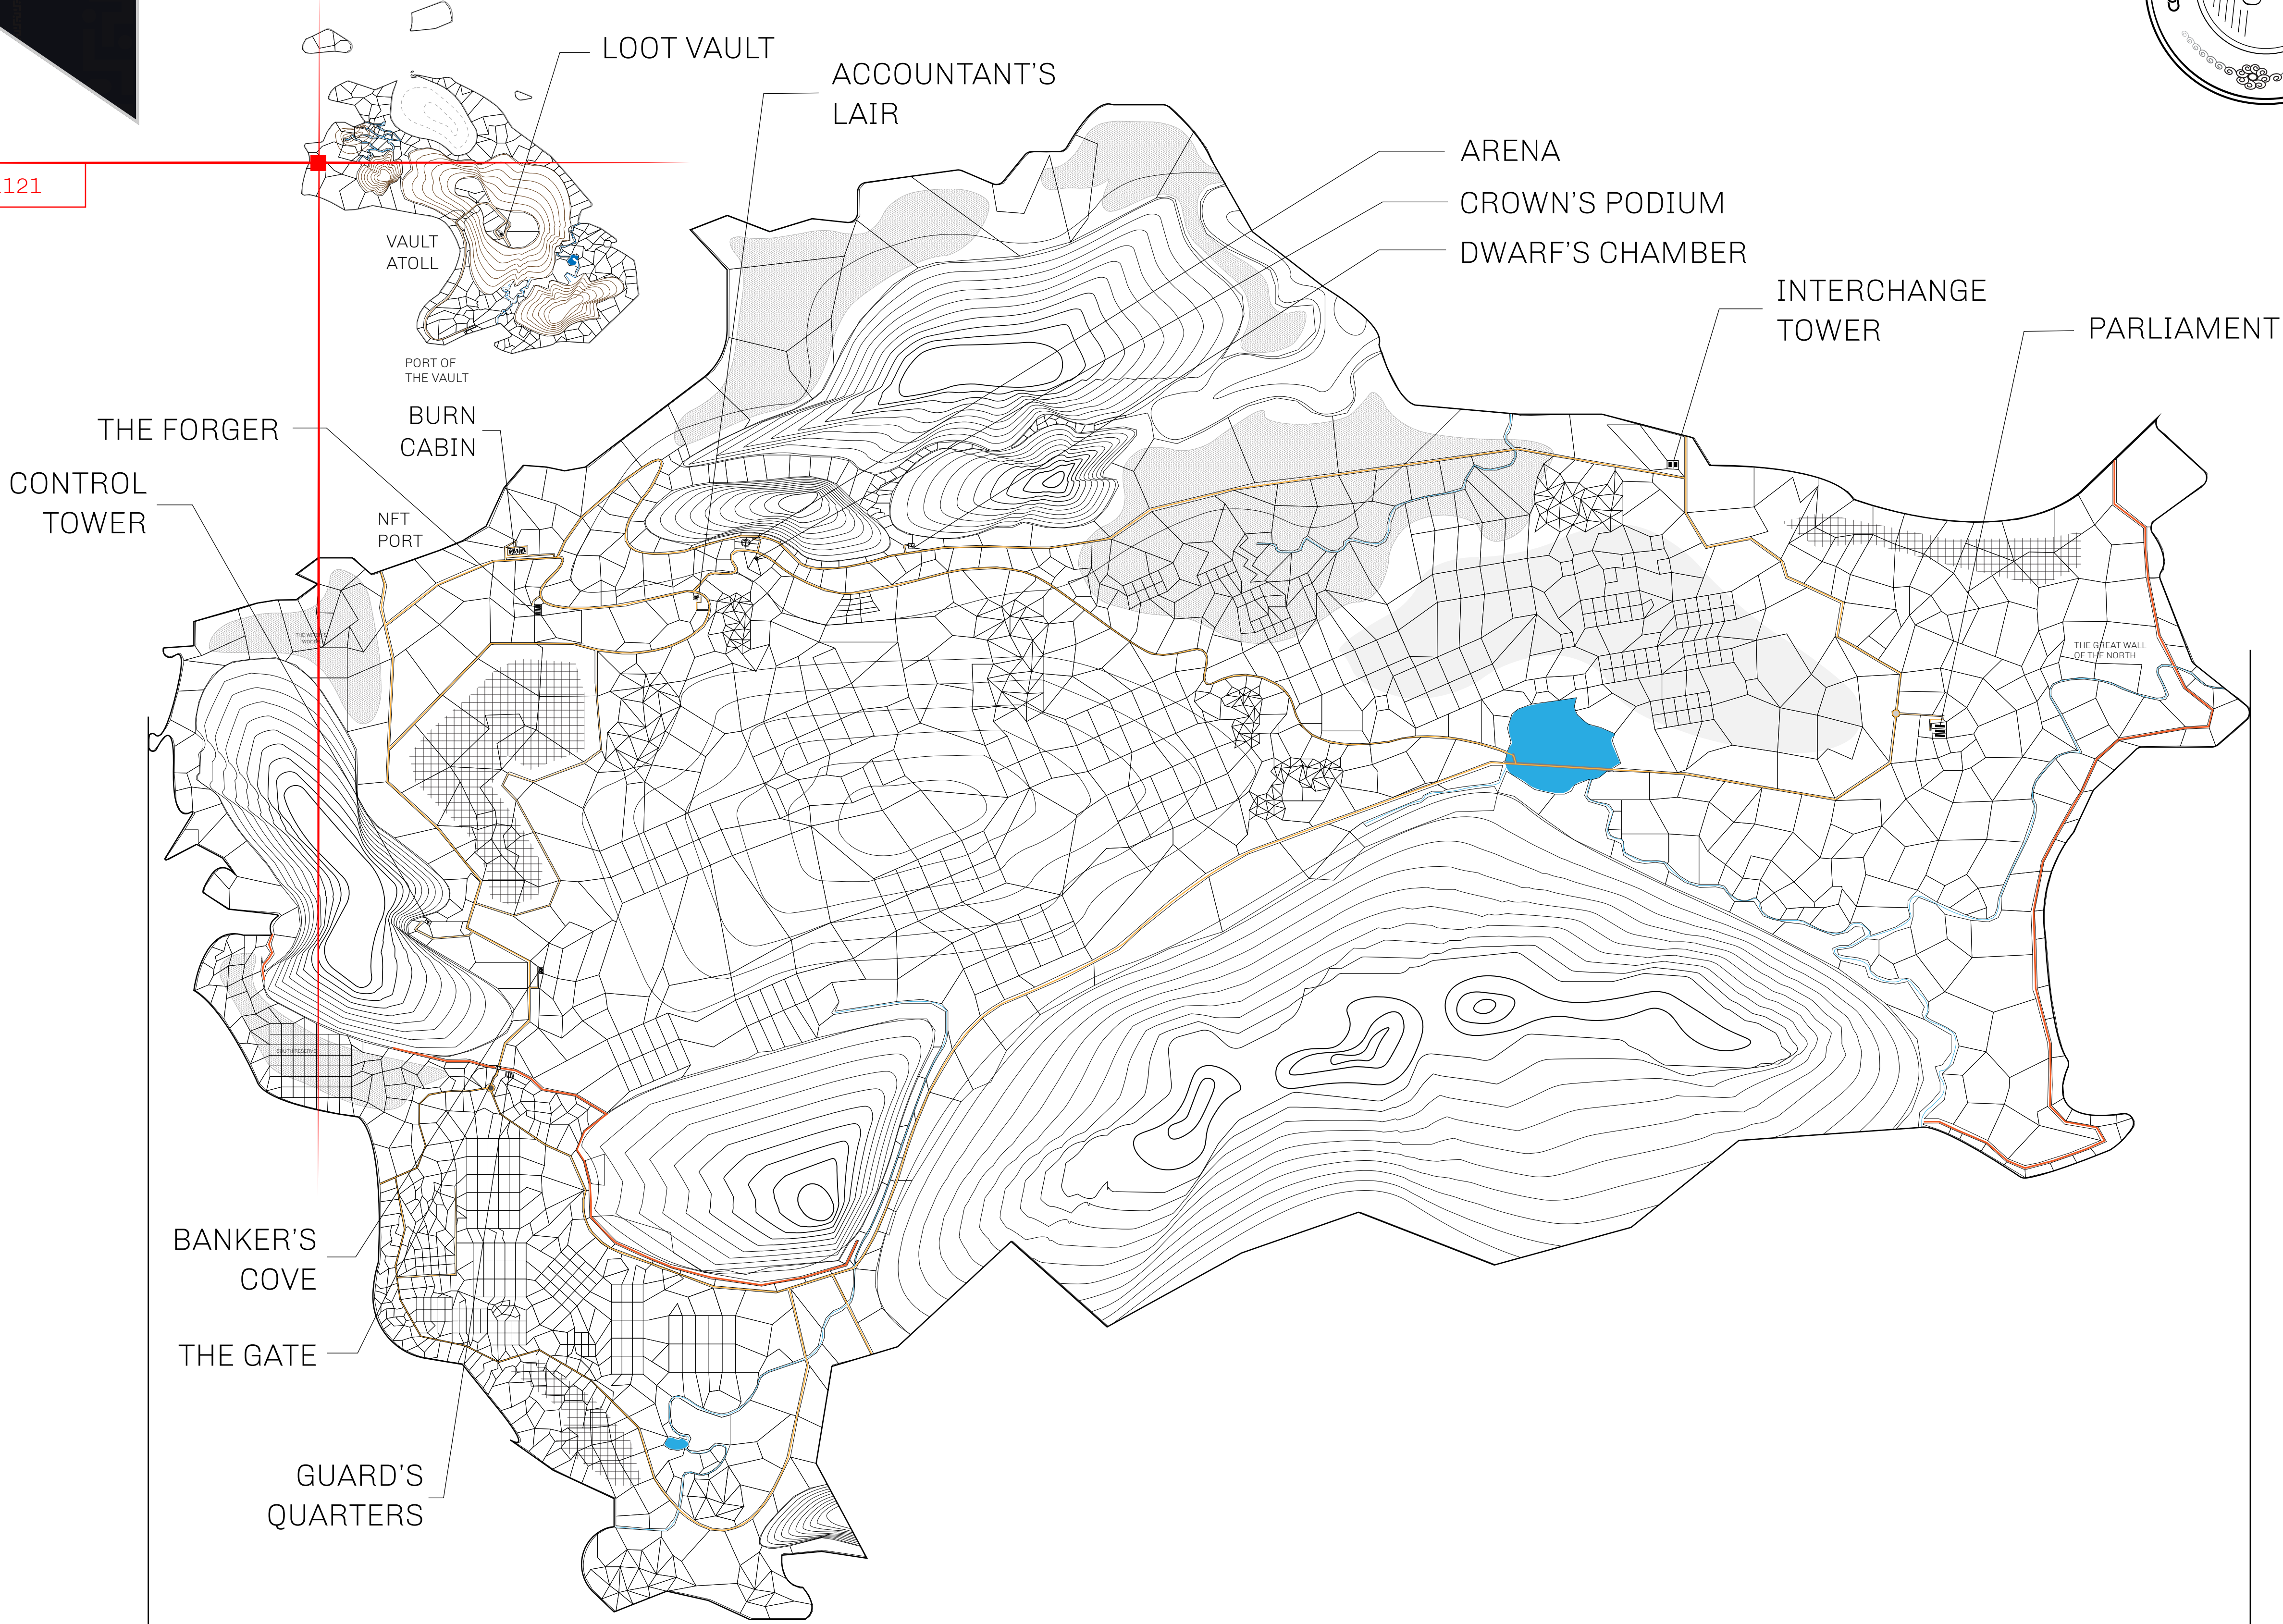 LOOT VAULT
ACCOUNTANT'S
LAIR
ARENA
CROWN'S PODIUM
DWARF'S CHAMBER
INTERCHANGE
TOWER
PARLIAMENT
121
VAULT
ATOLL
PORT OF
THE VAULT
BURN
CABIN
THE FORGER
CONTROL
TOWER
NFT
PORT
THE GREAT WALL
OF THE NORTH
SOUTH RESERVE
BANKER'S
COVE
THE GATE
GUARD'S
QUARTERS